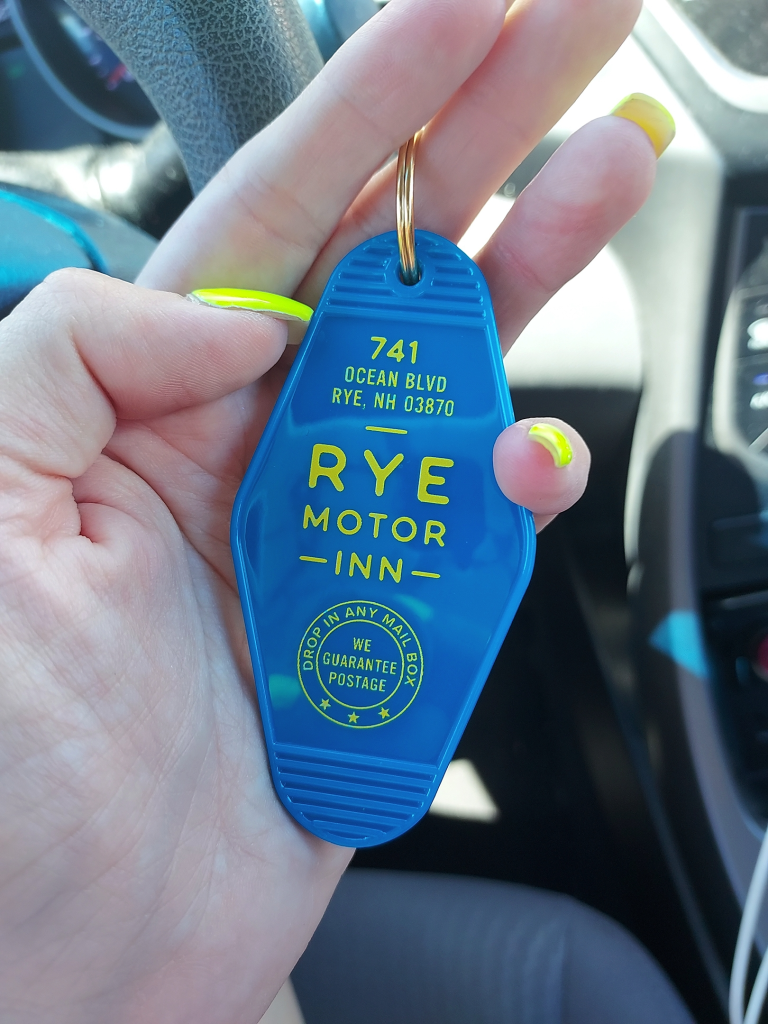 741
OCEAN BLVD
RYE, NH 03870
RYE
MOTOR
INN
DROP IN ANY MAIL BOX
WE
GUARANTEE
POSTAGE